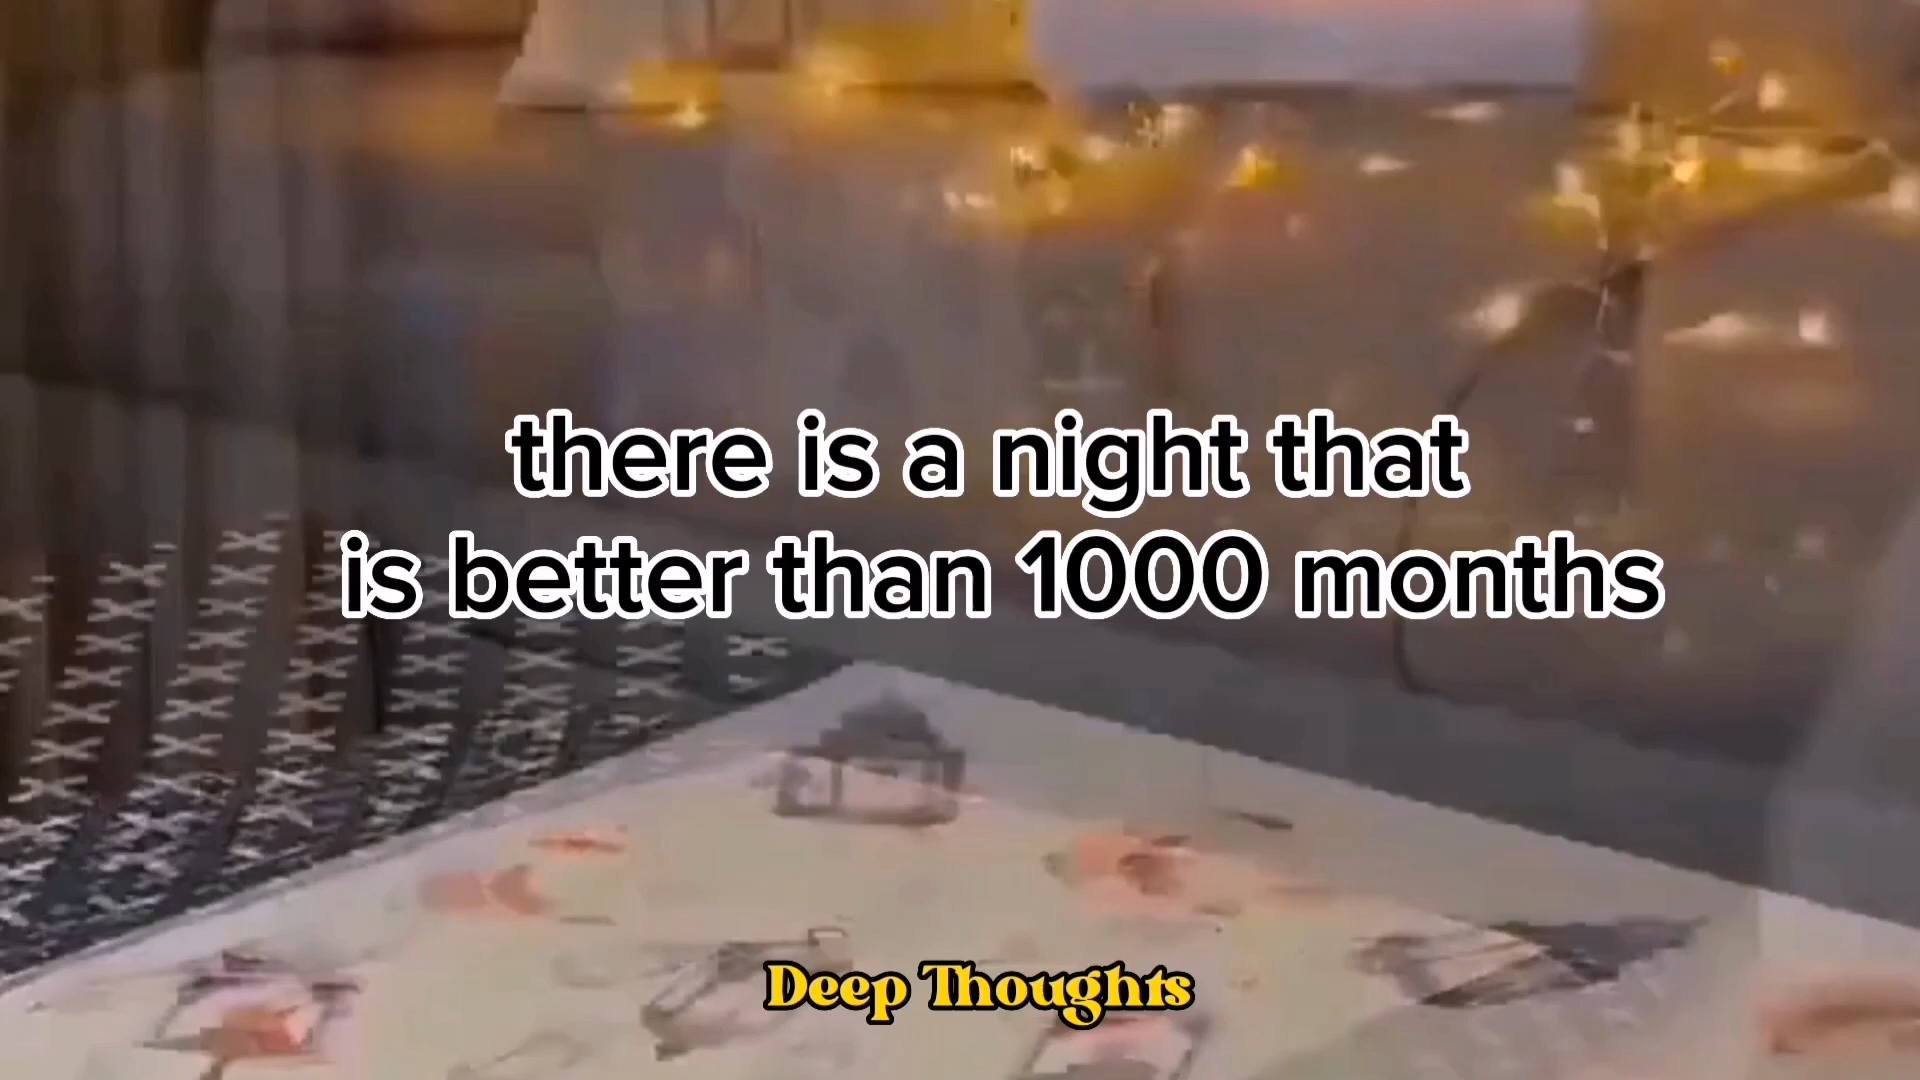 there is a night that
is better than 1000 months
Deep Thoughts